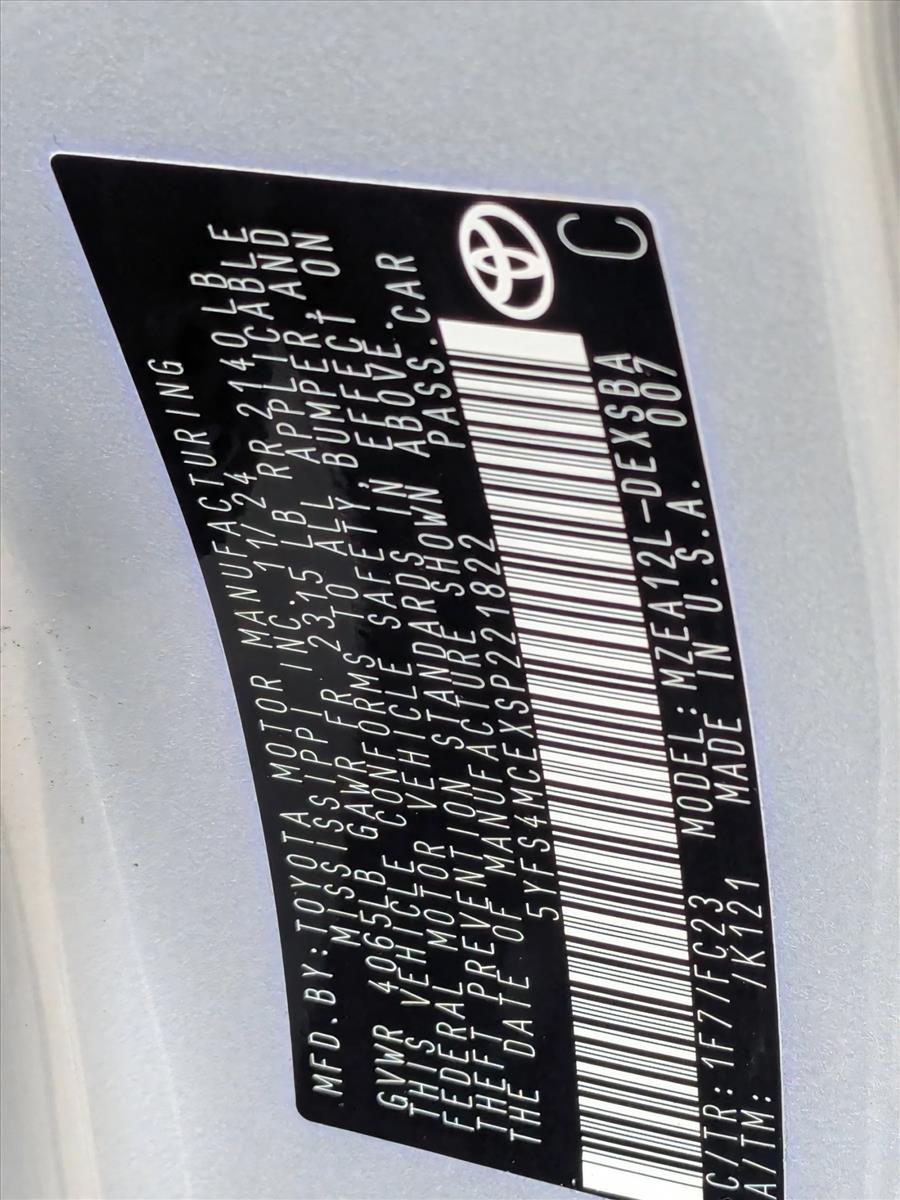 MFD. BY: TOYOTA MOTOR MANUFACTURING
MISSISSIPPI INC. 11/24
GVWR 4065LB GAWR FR 2315 LB RR 2140 LB
THIS VEHICLE CONFORMS TO ALL APPLICABLE
FEDERAL MOTOR VEHICLE SAFETY, BUMPER, AND
THEFT PREVENTION STANDARDS IN EFFECT ON
THE DATE OF MANUFACTURE SHOWN ABOVE.
5YFS4MCEXSP221822 PASS. CAR
C
C/TR: 1F77/FC23 MODEL: MZEA12L-DEXSBA
A/TM: /K121 MADE IN U.S.A. 007